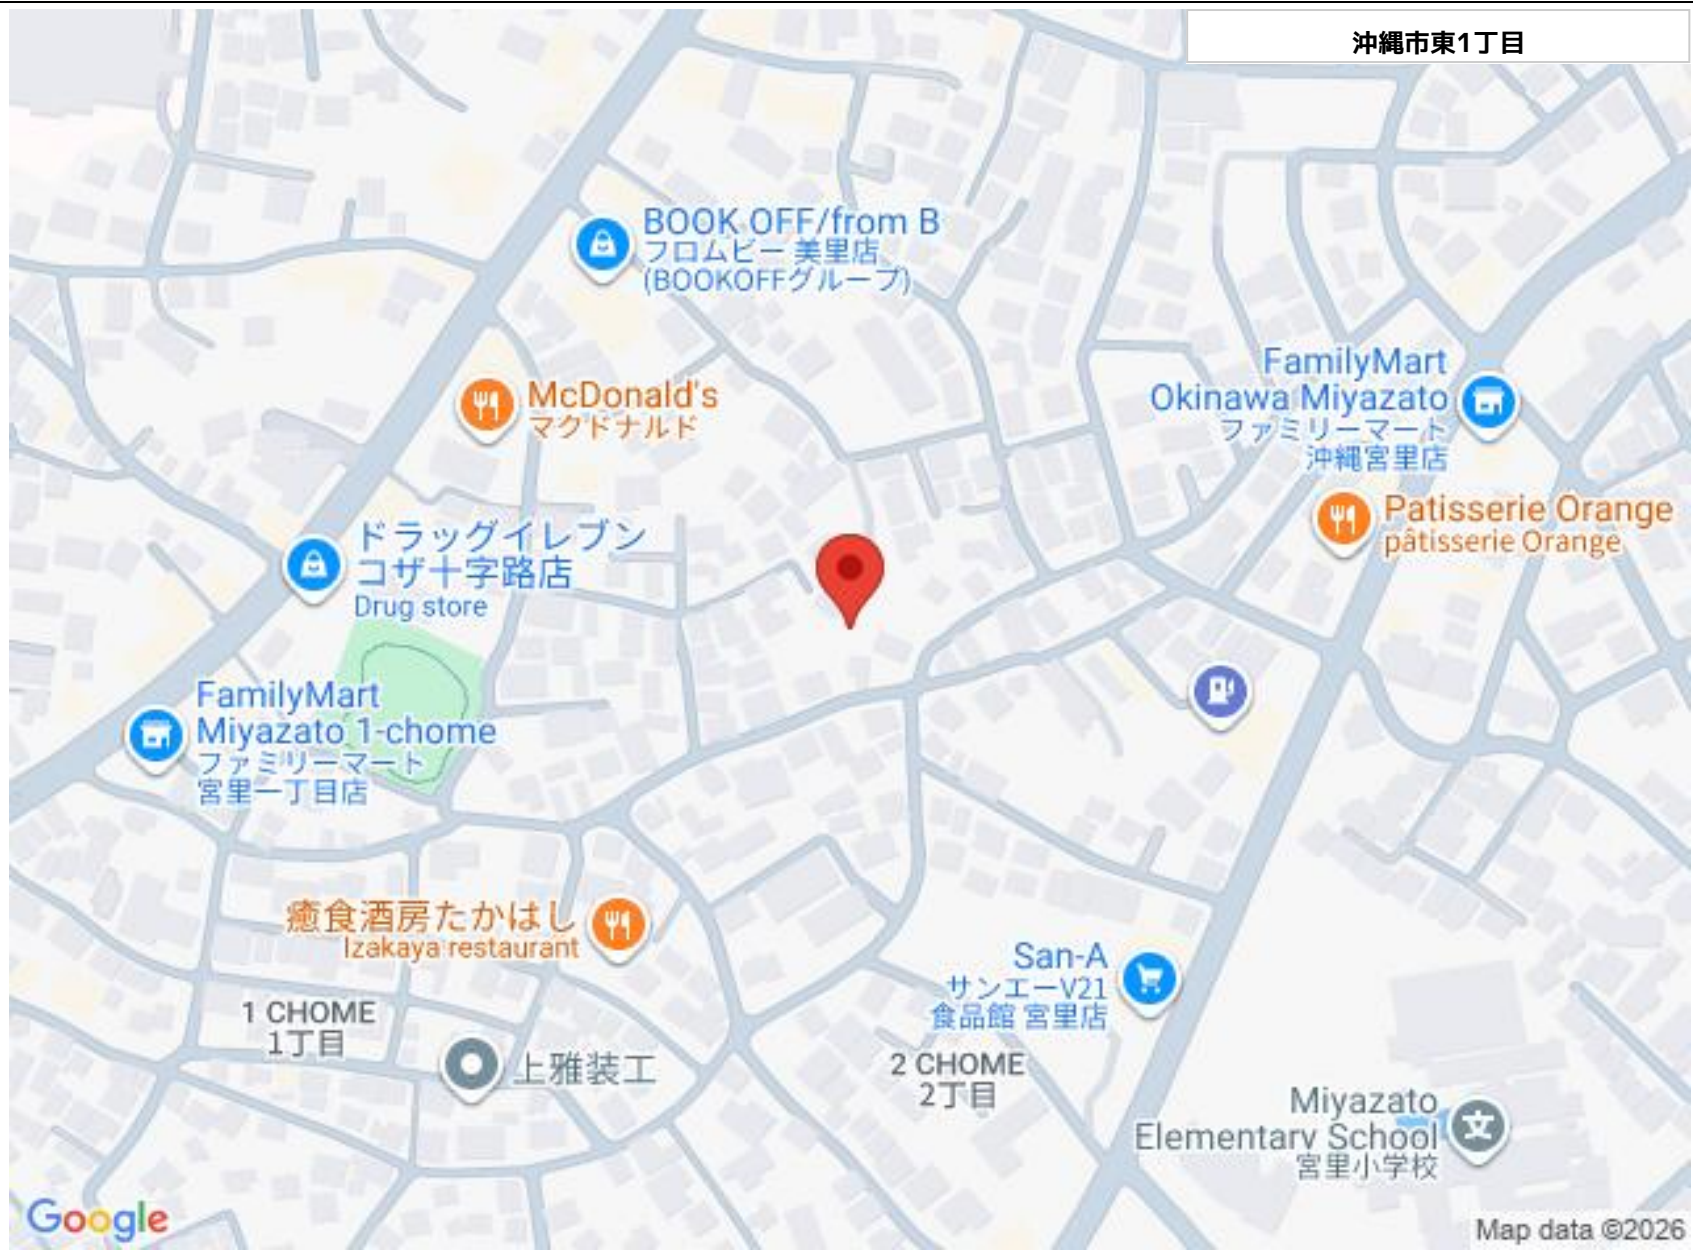 沖縄市東1丁目
BOOK OFF/from B
フロムビー 美里店
(BOOKOFFグループ)
McDonald's
マクドナルド
FamilyMart
Okinawa Miyazato
ファミリーマート
沖縄宮里店
Patisserie Orange
pâtisserie Orange
ドラッグイレブン
コザ十字路店
Drug store
FamilyMart
Miyazato 1-chome
ファミリーマート
宮里一丁目店
癒食酒房たかはし
Izakaya restaurant
San-A
サンエーV21
食品館 宮里店
1 CHOME
1丁目
上雅装工
2 CHOME
2丁目
Miyazato
Elementary School
宮里小学校
文
Google
Map data ©2026